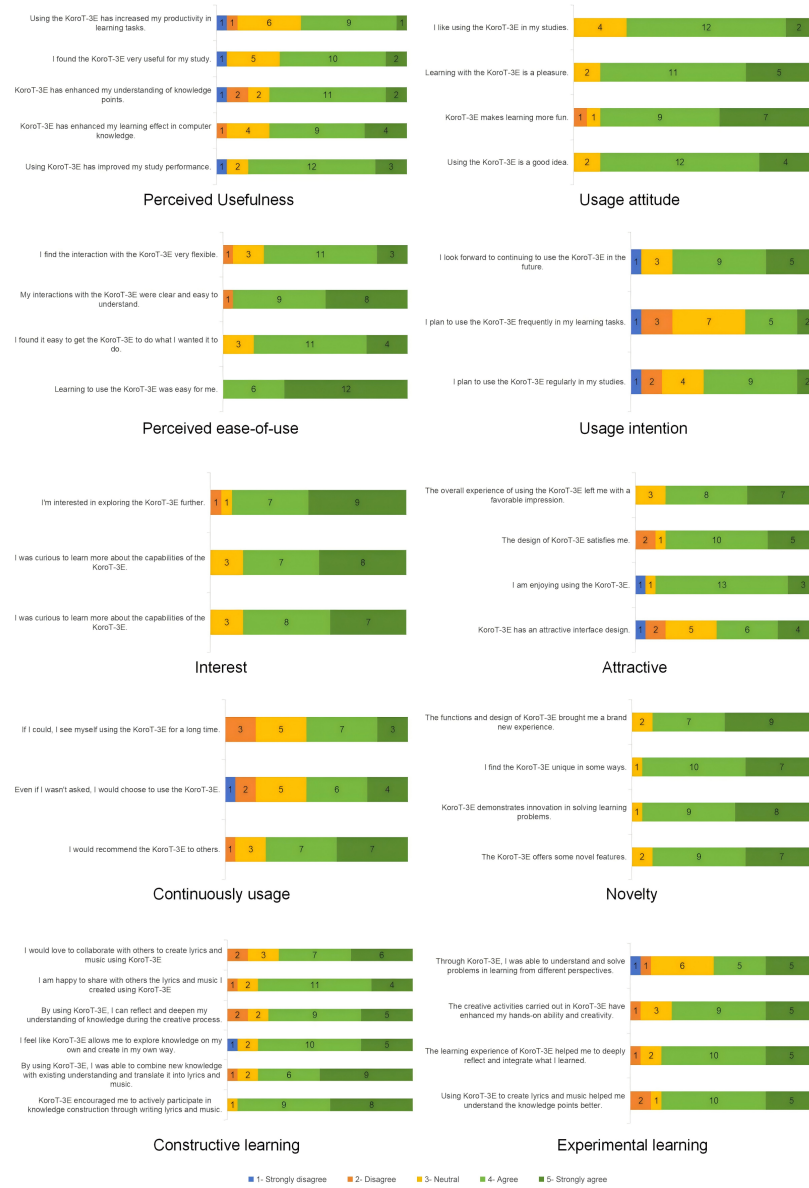 Using the KoroT-3E has increased my productivity in
learning tasks.
1 1 6 9 1
I found the KoroT-3E very useful for my study.
1 5 10 2
KoroT-3E has enhanced my understanding of knowledge
points.
1 2 2 11 2
KoroT-3E has enhanced my learning effect in computer
knowledge.
1 4 9 4
Using KoroT-3E has improved my study performance.
1 2 12 3
Perceived Usefulness
I like using the KoroT-3E in my studies.
4 12 2
Learning with the KoroT-3E is a pleasure.
2 11 5
KoroT-3E makes learning more fun.
1 1 9 7
Using the KoroT-3E is a good idea.
2 12 4
Usage attitude
I find the interaction with the KoroT-3E very flexible.
1 3 11 3
My interactions with the KoroT-3E were clear and easy to
understand.
1 9 8
I found it easy to get the KoroT-3E to do what I wanted it to
do.
3 11 4
Learning to use the KoroT-3E was easy for me.
6 12
Perceived ease-of-use
I look forward to continuing to use the KoroT-3E in the
future.
1 3 9 5
I plan to use the KoroT-3E frequently in my learning tasks.
1 3 7 5 2
I plan to use the KoroT-3E regularly in my studies.
1 2 4 9 2
Usage intention
I'm interested in exploring the KoroT-3E further.
1 1 7 9
I was curious to learn more about the capabilities of the
KoroT-3E.
3 7 8
I was curious to learn more about the capabilities of the
KoroT-3E.
3 8 7
Interest
The overall experience of using the KoroT-3E left me with a
favorable impression.
3 8 7
The design of KoroT-3E satisfies me.
2 1 10 5
I am enjoying using the KoroT-3E.
1 1 13 3
KoroT-3E has an attractive interface design.
1 2 5 6 4
Attractive
If I could, I see myself using the KoroT-3E for a long time.
3 5 7 3
Even if I wasn't asked, I would choose to use the KoroT-3E.
1 2 5 6 4
I would recommend the KoroT-3E to others.
1 3 7 7
Continuously usage
The functions and design of KoroT-3E brought me a brand
new experience.
2 7 9
I find the KoroT-3E unique in some ways.
1 10 7
KoroT-3E demonstrates innovation in solving learning
problems.
1 9 8
The KoroT-3E offers some novel features.
2 9 7
Novelty
I would love to collaborate with others to create lyrics and
music using KoroT-3E
2 3 7 6
I am happy to share with others the lyrics and music I
created using KoroT-3E
1 2 11 4
By using KoroT-3E, I can reflect and deepen my
understanding of knowledge during the creative process.
2 2 9 5
I feel like KoroT-3E allows me to explore knowledge on my
own and create in my own way.
1 2 10 5
By using KoroT-3E, I was able to combine new knowledge
with existing understanding and translate it into lyrics and
music.
1 2 6 9
KoroT-3E encouraged me to actively participate in
knowledge construction through writing lyrics and music.
1 9 8
Constructive learning
Through KoroT-3E, I was able to understand and solve
problems in learning from different perspectives.
1 1 6 5 5
The creative activities carried out in KoroT-3E have
enhanced my hands-on ability and creativity.
1 3 9 5
The learning experience of KoroT-3E helped me to deeply
reflect and integrate what I learned.
1 2 10 5
Using KoroT-3E to create lyrics and music helped me
understand the knowledge points better.
2 1 10 5
Experimental learning
1- Strongly disagree 2- Disagree 3- Neutral 4- Agree 5- Strongly agree